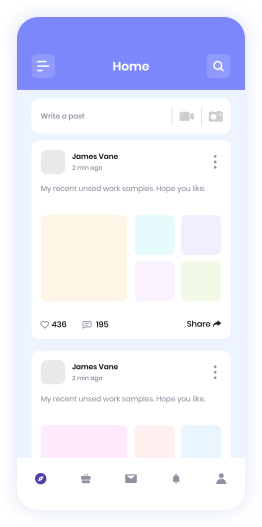 Home
Write a post
James Vane
2 min ago
My recent unsed work samples. Hope you like.
436 195 Share
James Vane
2 min ago
My recent unsed work samples. Hope you like.